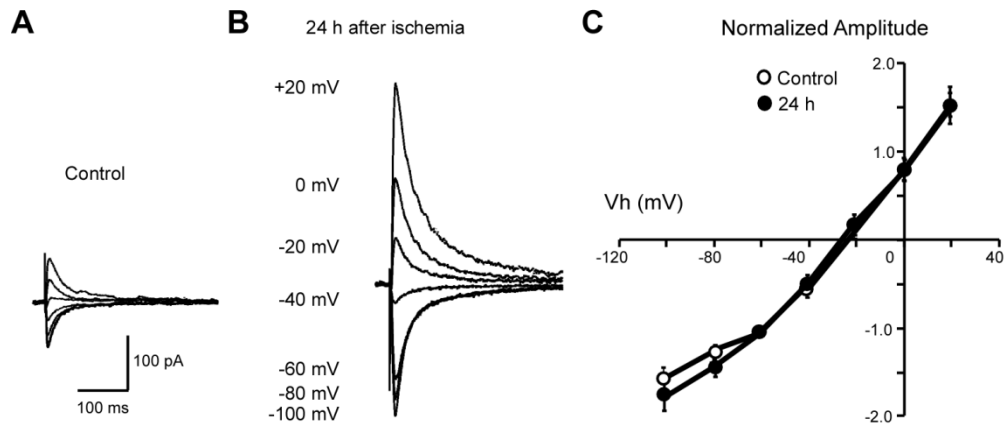 A
Control
100 pA
100 ms
B
24 h after ischemia
+20 mV
0 mV
-20 mV
-40 mV
-60 mV
-80 mV
-100 mV
C
Normalized Amplitude
Control
24 h
Vh (mV)
2.0
1.0
-120
-80
-40
0
40
-1.0
-2.0